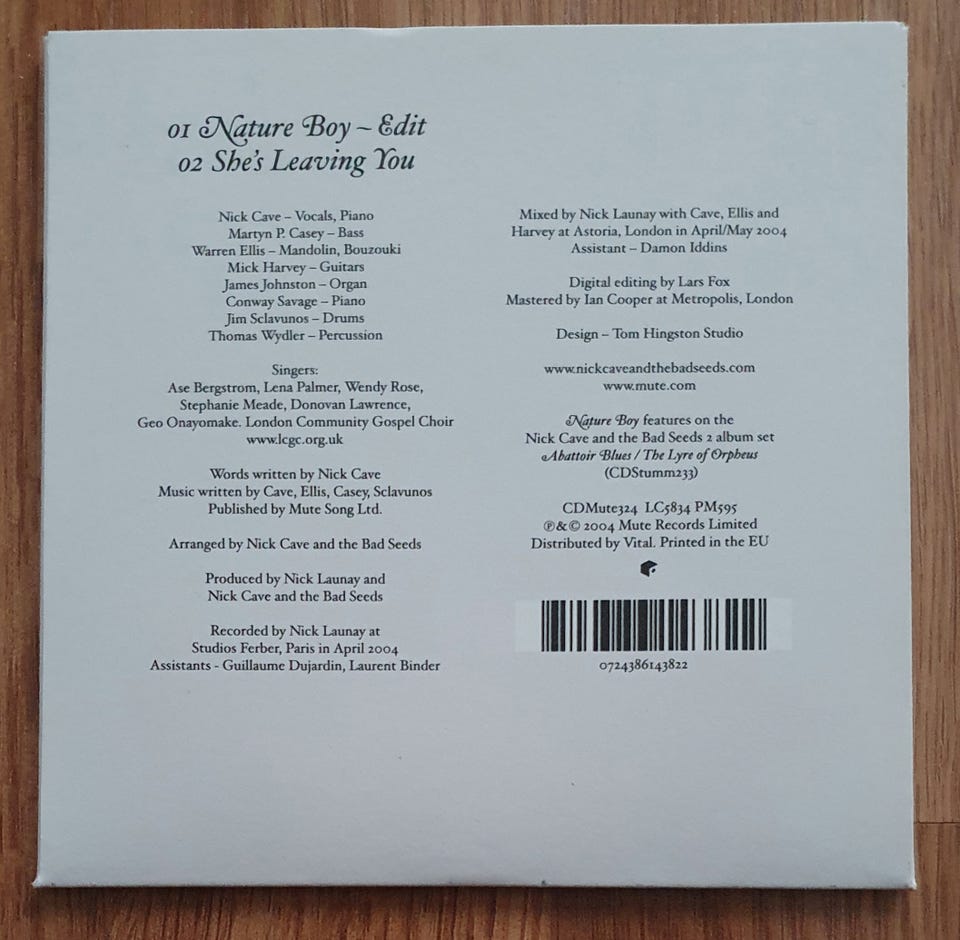 01 Nature Boy – Edit
02 She's Leaving You
Nick Cave – Vocals, Piano
Martyn P. Casey – Bass
Warren Ellis – Mandolin, Bouzouki
Mick Harvey – Guitars
James Johnston – Organ
Conway Savage – Piano
Jim Sclavunos – Drums
Thomas Wydler – Percussion
Singers:
Ase Bergstrom, Lena Palmer, Wendy Rose,
Stephanie Meade, Donovan Lawrence,
Geo Onayomake. London Community Gospel Choir
www.lcgc.org.uk
Words written by Nick Cave
Music written by Cave, Ellis, Casey, Sclavunos
Published by Mute Song Ltd.
Arranged by Nick Cave and the Bad Seeds
Produced by Nick Launay and
Nick Cave and the Bad Seeds
Recorded by Nick Launay at
Studios Ferber, Paris in April 2004
Assistants - Guillaume Dujardin, Laurent Binder
Mixed by Nick Launay with Cave, Ellis and
Harvey at Astoria, London in April/May 2004
Assistant – Damon Iddins
Digital editing by Lars Fox
Mastered by Ian Cooper at Metropolis, London
Design – Tom Hingston Studio
www.nickcaveandthebadseeds.com
www.mute.com
Nature Boy features on the
Nick Cave and the Bad Seeds 2 album set
Abattoir Blues / The Lyre of Orpheus
(CDStumm233)
CDMute324 LC5834 PM595
℗&© 2004 Mute Records Limited
Distributed by Vital. Printed in the EU
0724386143822